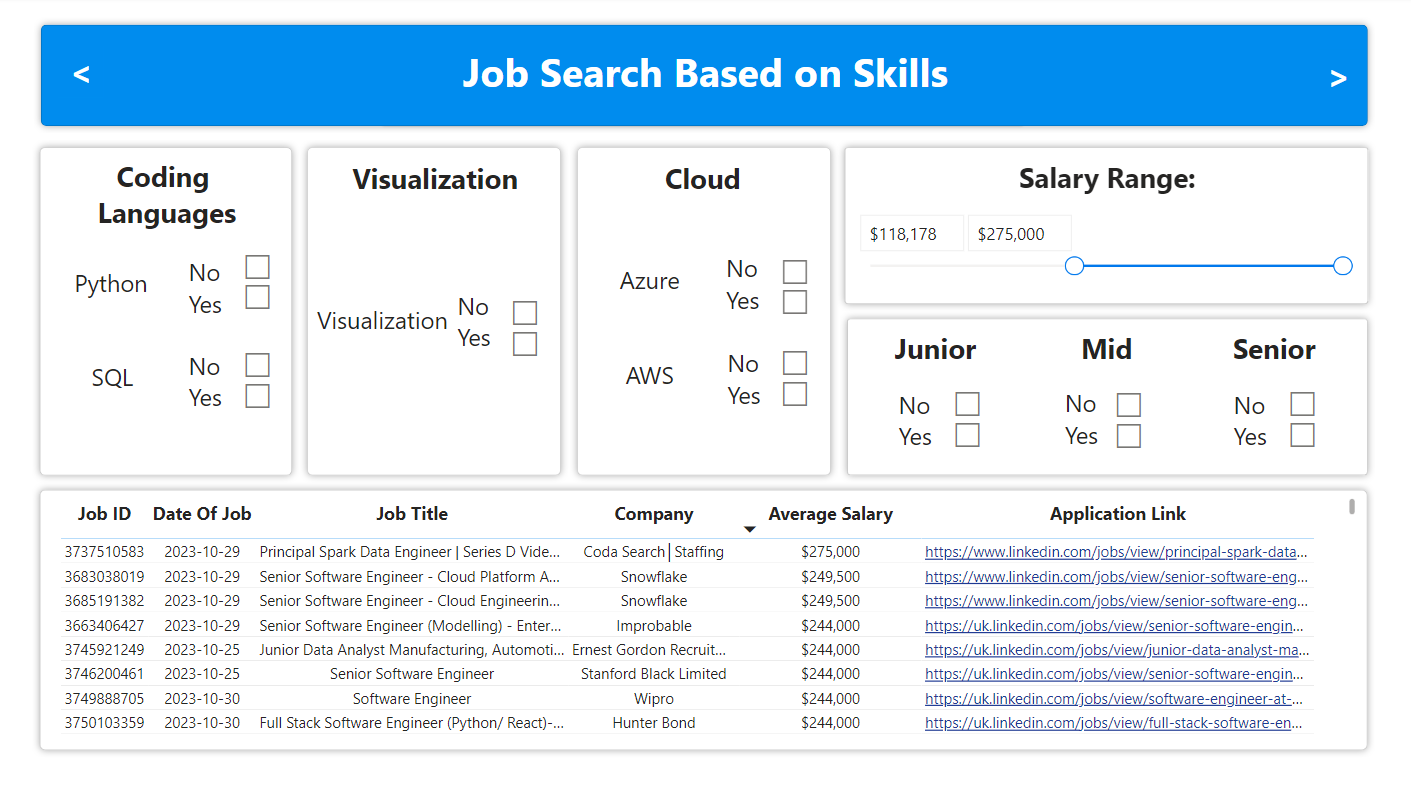 <
Job Search Based on Skills
>
Coding
Languages
Python
No
Yes
SQL
No
Yes
Visualization
Visualization
No
Yes
Cloud
Azure
No
Yes
AWS
No
Yes
Salary Range:
$118,178 $275,000
Junior Mid Senior
No No No
Yes Yes Yes
Job ID Date Of Job Job Title Company Average Salary Application Link
3737510583 2023-10-29 Principal Spark Data Engineer | Series D Vide... Coda Search│Staffing $275,000 https://www.linkedin.com/jobs/view/principal-spark-data...
3683038019 2023-10-29 Senior Software Engineer - Cloud Platform A... Snowflake $249,500 https://www.linkedin.com/jobs/view/senior-software-eng...
3685191382 2023-10-29 Senior Software Engineer - Cloud Engineerin... Snowflake $249,500 https://www.linkedin.com/jobs/view/senior-software-eng...
3663406427 2023-10-29 Senior Software Engineer (Modelling) - Enter... Improbable $244,000 https://uk.linkedin.com/jobs/view/senior-software-engin...
3745921249 2023-10-25 Junior Data Analyst Manufacturing, Automoti... Ernest Gordon Recruit... $244,000 https://uk.linkedin.com/jobs/view/junior-data-analyst-ma...
3746200461 2023-10-25 Senior Software Engineer Stanford Black Limited $244,000 https://uk.linkedin.com/jobs/view/senior-software-engin...
3749888705 2023-10-30 Software Engineer Wipro $244,000 https://uk.linkedin.com/jobs/view/software-engineer-at-...
3750103359 2023-10-30 Full Stack Software Engineer (Python/ React)-... Hunter Bond $244,000 https://uk.linkedin.com/jobs/view/full-stack-software-en...